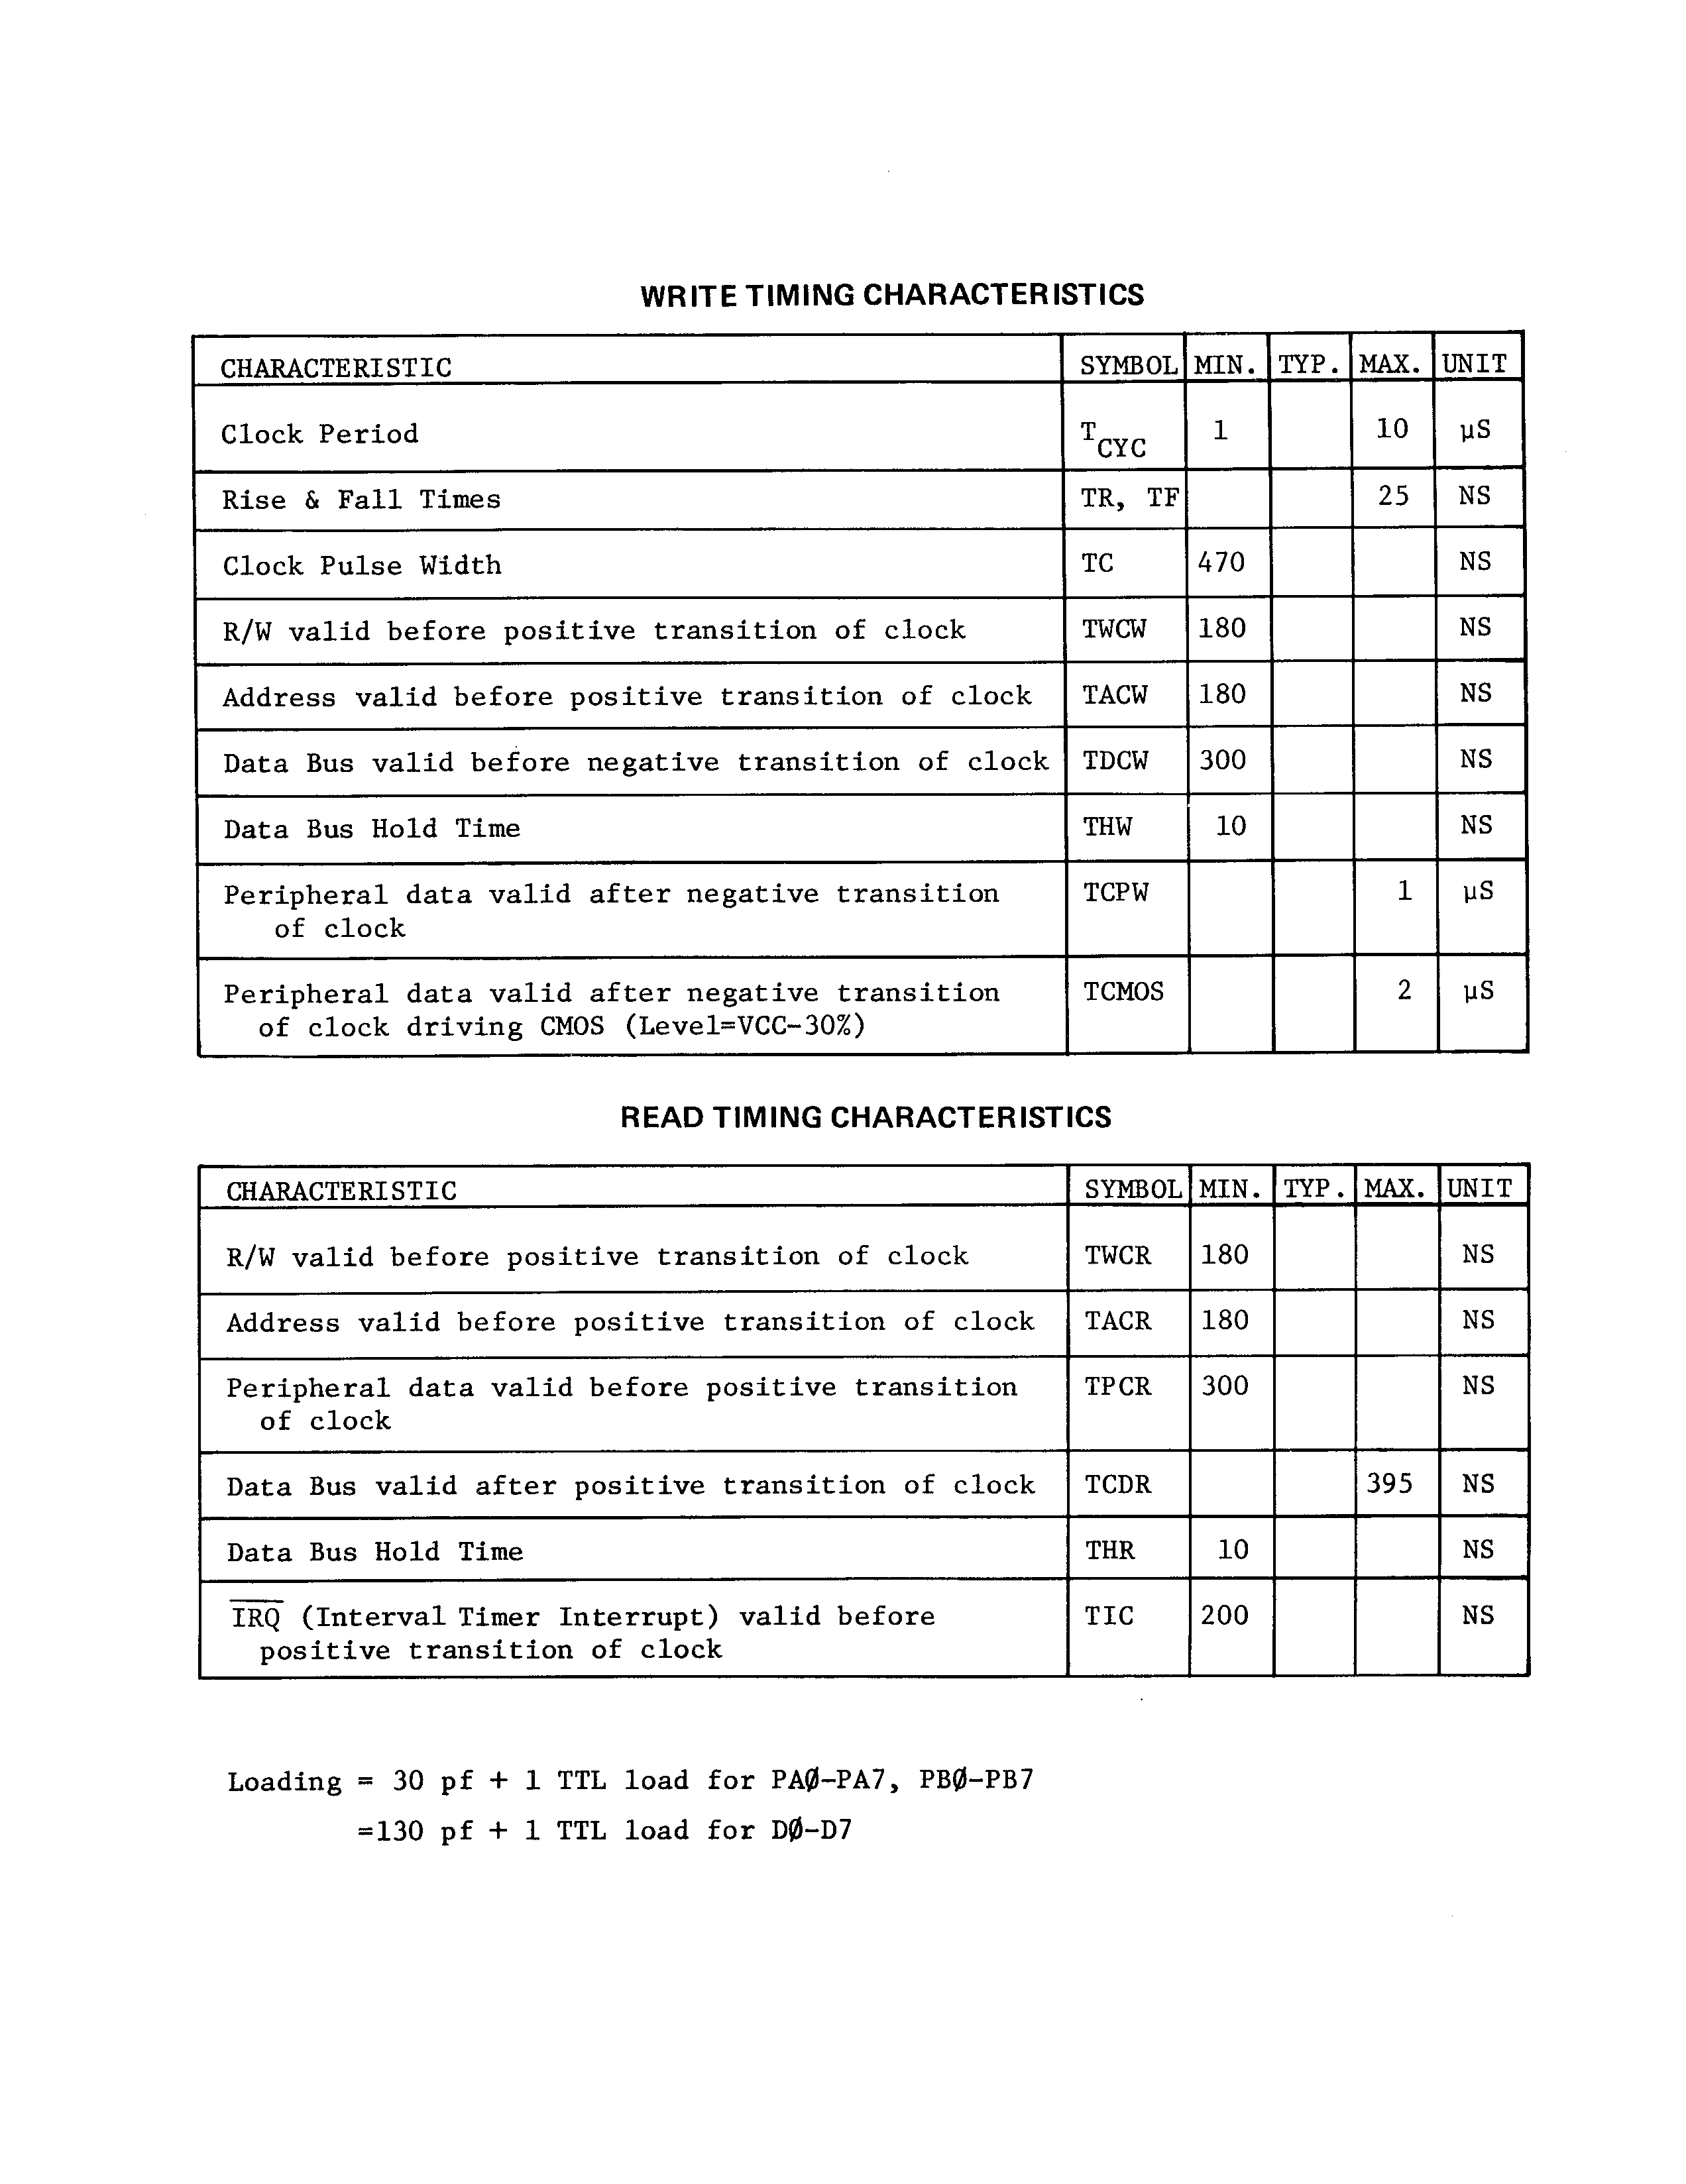 WRITE TIMING CHARACTERISTICS
CHARACTERISTIC SYMBOL MIN. TYP. MAX. UNIT
Clock Period TCYC 1 10 µS
Rise & Fall Times TR, TF 25 NS
Clock Pulse Width TC 470 NS
R/W valid before positive transition of clock TWCW 180 NS
Address valid before positive transition of clock TACW 180 NS
Data Bus valid before negative transition of clock TDCW 300 NS
Data Bus Hold Time THW 10 NS
Peripheral data valid after negative transition TCPW 1 µS
of clock
Peripheral data valid after negative transition TCMOS 2 µS
of clock driving CMOS (Level=VCC-30%)
READ TIMING CHARACTERISTICS
CHARACTERISTIC SYMBOL MIN. TYP. MAX. UNIT
R/W valid before positive transition of clock TWCR 180 NS
Address valid before positive transition of clock TACR 180 NS
Peripheral data valid before positive transition TPCR 300 NS
of clock
Data Bus valid after positive transition of clock TCDR 395 NS
Data Bus Hold Time THR 10 NS
IRQ (Interval Timer Interrupt) valid before TIC 200 NS
positive transition of clock
Loading = 30 pf + 1 TTL load for PAØ-PA7, PBØ-PB7
=130 pf + 1 TTL load for DØ-D7